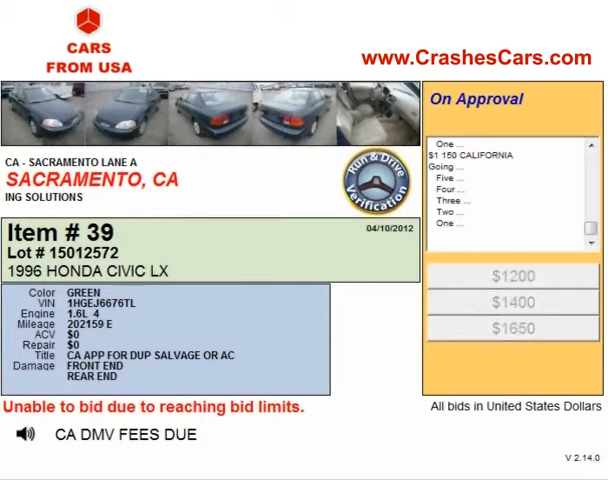 CARS
FROM USA
www.CrashesCars.com
CA - SACRAMENTO LANE A
SACRAMENTO, CA
ING SOLUTIONS
Run & Drive
Verification
Item # 39
04/10/2012
Lot # 15012572
1996 HONDA CIVIC LX
Color GREEN
VIN 1HGEJ6676TL
Engine 1.6L 4
Mileage 202159 E
ACV $0
Repair $0
Title CA APP FOR DUP SALVAGE OR AC
Damage FRONT END
REAR END
Unable to bid due to reaching bid limits.
CA DMV FEES DUE
On Approval
One ...
$1 150 CALIFORNIA
Going ...
Five ...
Four ...
Three ...
Two ...
One ...
$1200
$1400
$1650
All bids in United States Dollars
V 2.14.0